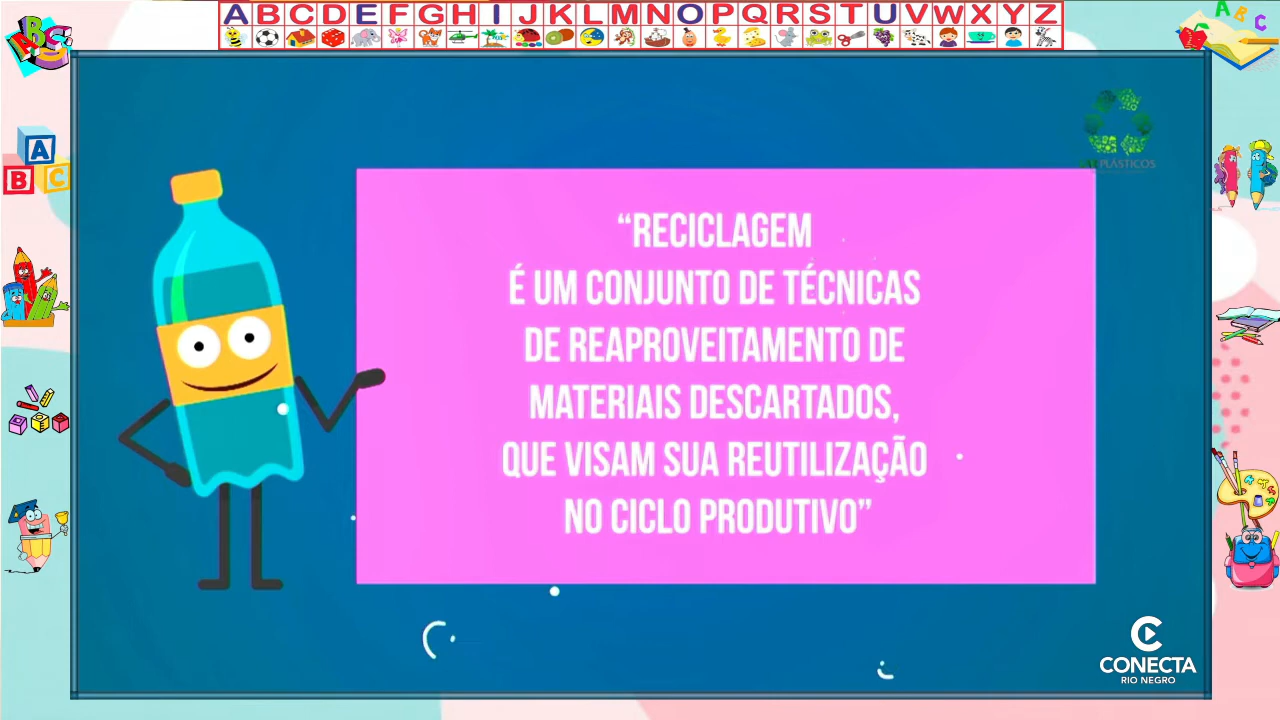 A B C D E F G H I J K L M N O P Q R S T U V W X Y Z
ABC
A
B C
A B C
PLÁSTICOS
“RECICLAGEM
É UM CONJUNTO DE TÉCNICAS
DE REAPROVEITAMENTO DE
MATERIAIS DESCARTADOS,
QUE VISAM SUA REUTILIZAÇÃO
NO CICLO PRODUTIVO”
CONECTA
RIO NEGRO